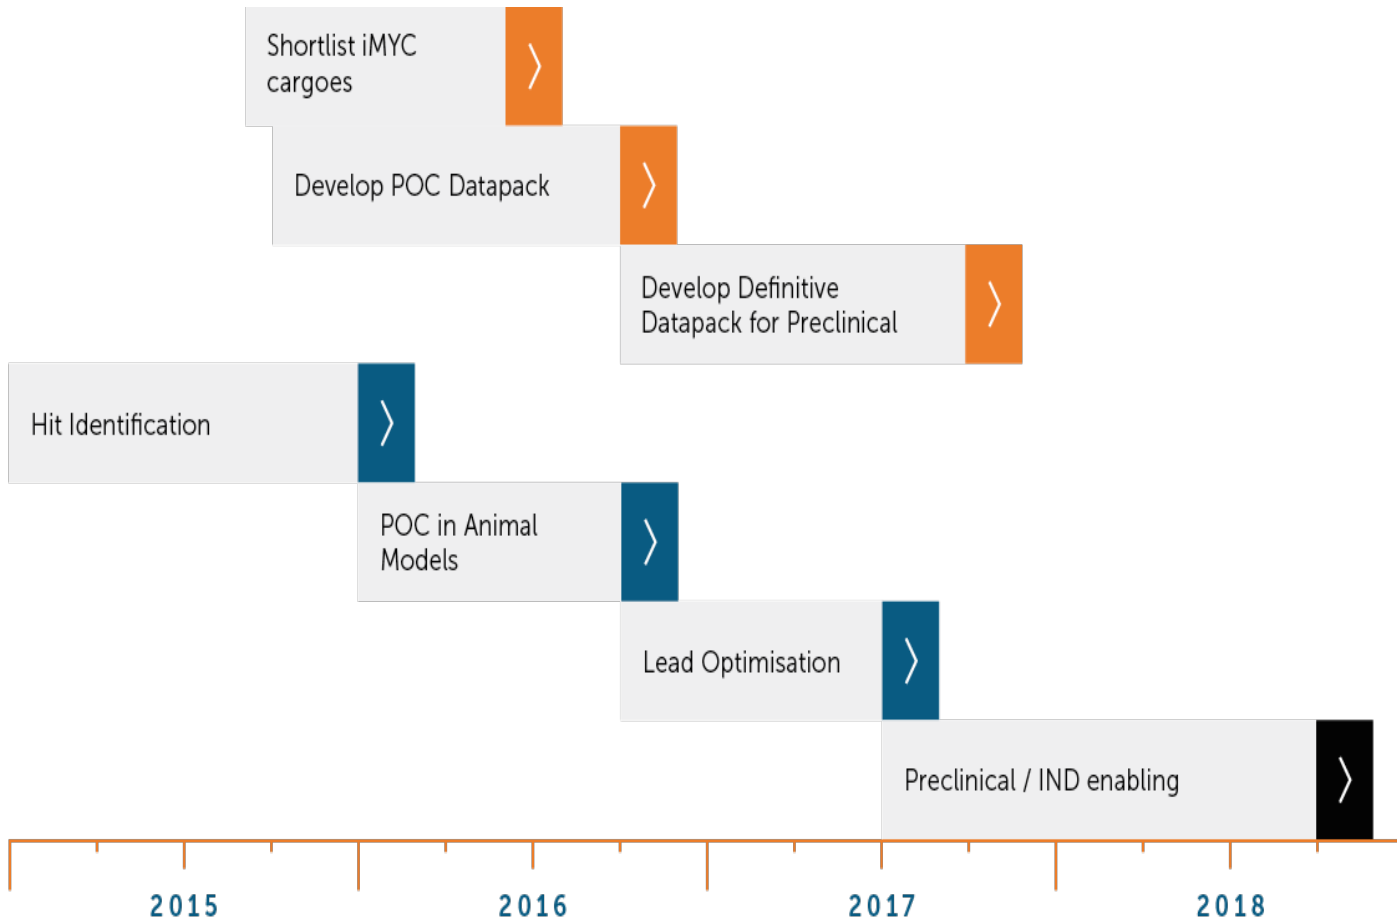 Shortlist iMYC
cargoes
Develop POC Datapack
Develop Definitive
Datapack for Preclinical
Hit Identification
POC in Animal
Models
Lead Optimisation
Preclinical / IND enabling
2015 2016 2017 2018